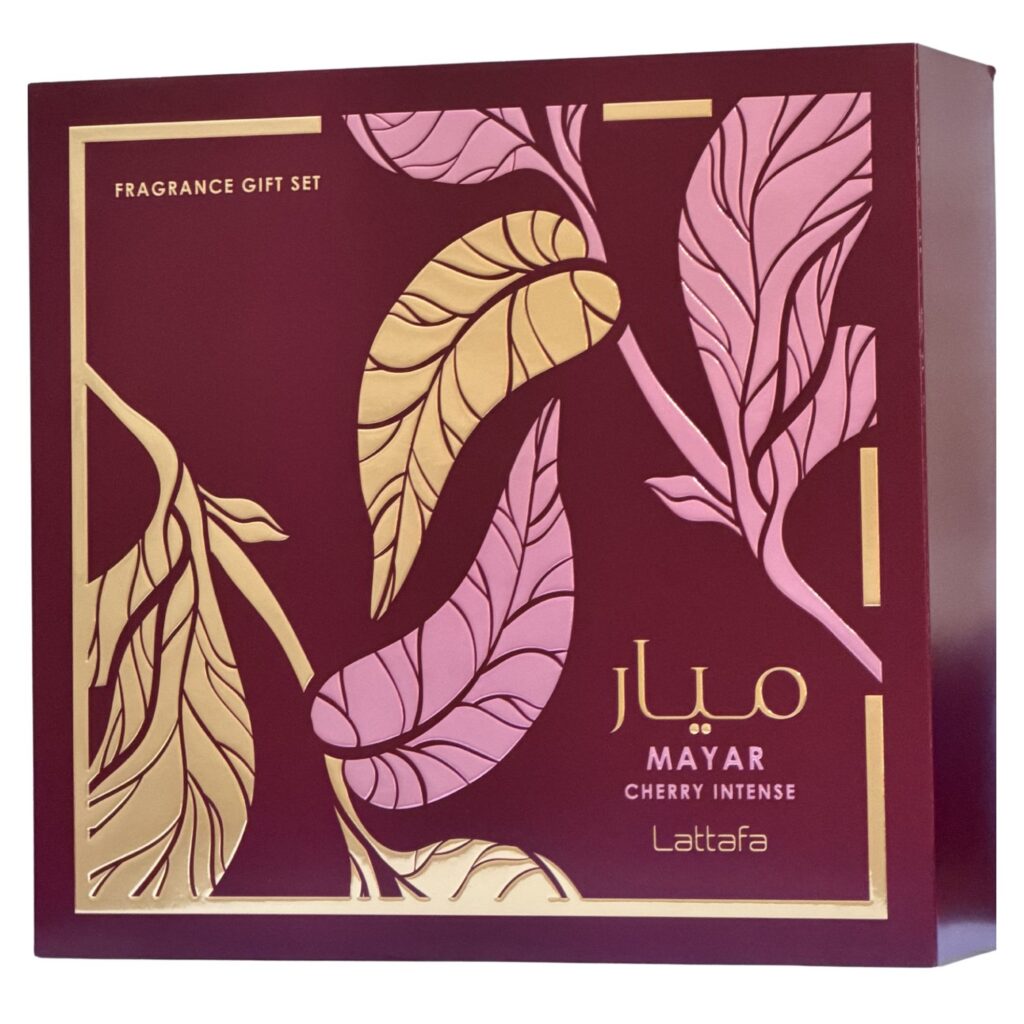 FRAGRANCE GIFT SET
ميار
MAYAR
CHERRY INTENSE
Lattafa